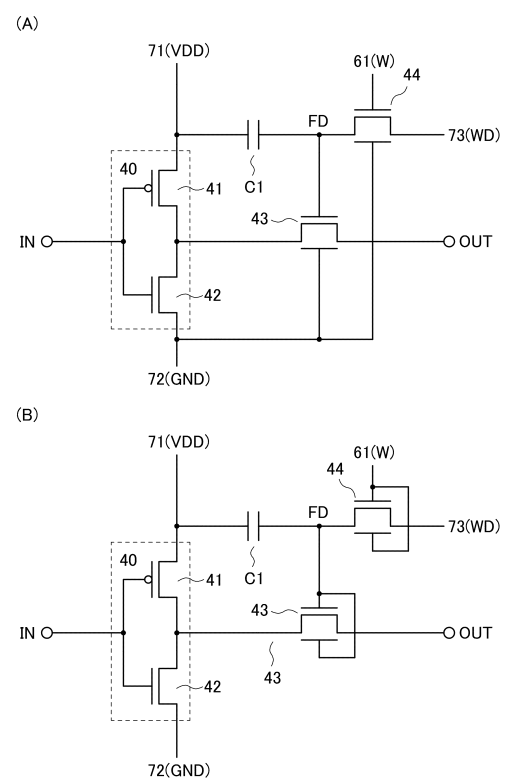 (A)
71(VDD)
61(W)
44
FD
73(WD)
C1
40
41
43
IN
OUT
42
72(GND)
(B)
71(VDD)
61(W)
44
FD
73(WD)
C1
40
41
43
IN
OUT
43
42
72(GND)